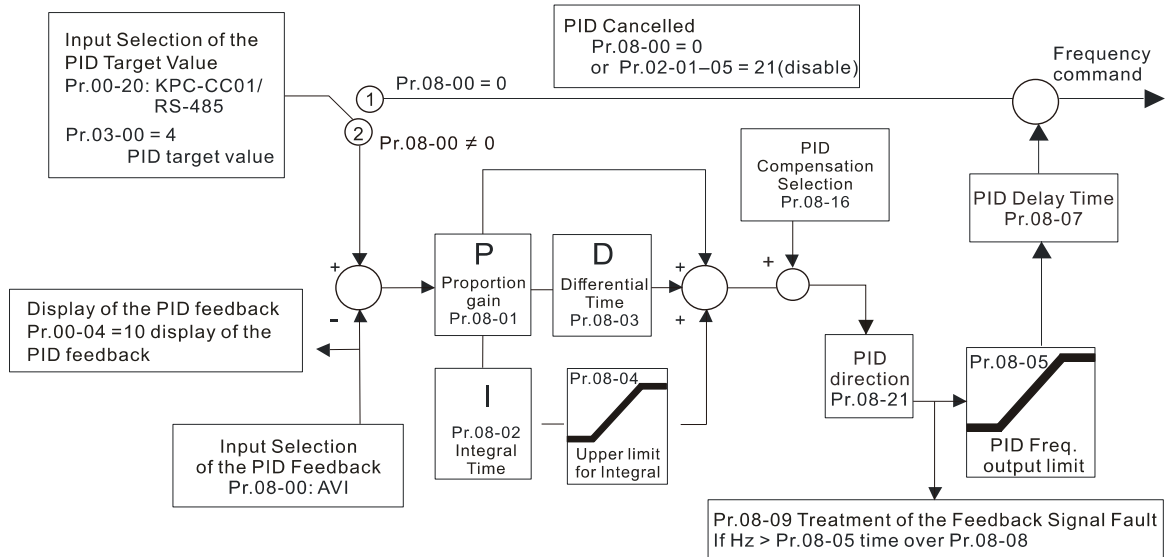 Input Selection of the
PID Target Value
Pr.00-20: KPC-CC01/
RS-485
Pr.03-00 = 4
PID target value
PID Cancelled
Pr.08-00 = 0
or Pr.02-01–05 = 21(disable)
Frequency
command
1
Pr.08-00 = 0
2
Pr.08-00 ≠ 0
PID
Compensation
Selection
Pr.08-16
PID Delay Time
Pr.08-07
+
-
P
Proportion
gain
Pr.08-01
D
Differential
Time
Pr.08-03
+
+
+
Display of the PID feedback
Pr.00-04 =10 display of the
PID feedback
I
Pr.08-02
Integral
Time
Pr.08-04
Upper limit
for Integral
PID
direction
Pr.08-21
Pr.08-05
PID Freq.
output limit
Input Selection
of the PID Feedback
Pr.08-00: AVI
Pr.08-09 Treatment of the Feedback Signal Fault
If Hz > Pr.08-05 time over Pr.08-08